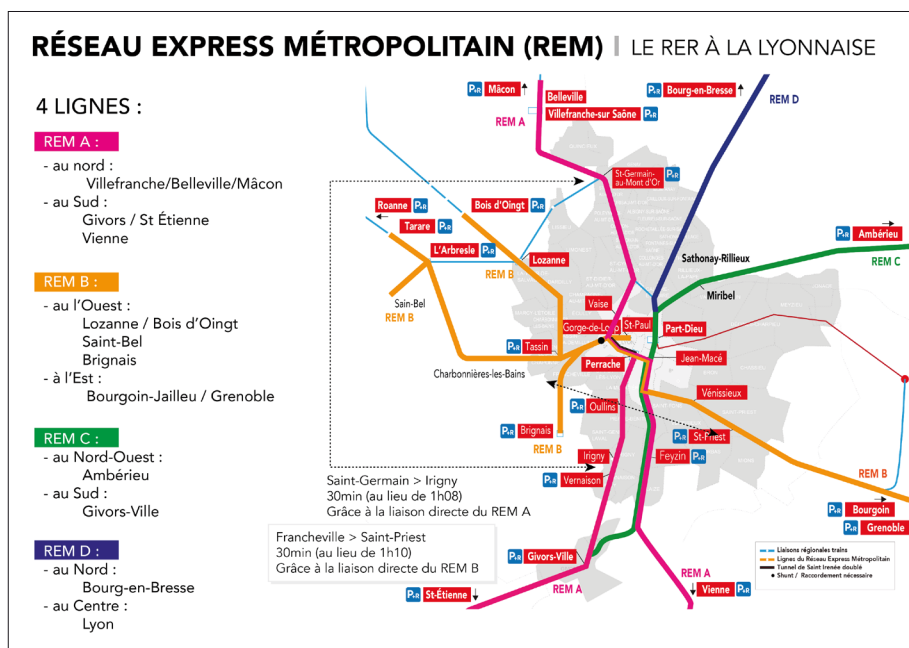 RÉSEAU EXPRESS MÉTROPOLITAIN (REM) | LE RER À LA LYONNAISE
4 LIGNES :
REM A :
- au nord :
Villefranche/Belleville/Mâcon
- au Sud :
Givors / St Étienne
Vienne
REM B :
- au l'Ouest :
Lozanne / Bois d'Oingt
Saint-Bel
Brignais
- à l'Est :
Bourgoin-Jailleu / Grenoble
REM C :
- au Nord-Ouest :
Ambérieu
- au Sud :
Givors-Ville
REM D :
- au Nord :
Bourg-en-Bresse
- au Centre :
Lyon
P+R Mâcon
Belleville
Villefranche-sur Saône P+R
REM A
P+R Bourg-en-Bresse
REM D
St-Germain-
au-Mont d'Or P+R
Roanne P+R
Bois d'Oingt P+R
Tarare P+R
L'Arbresle P+R
Lozanne
REM B
P+R Ambérieu
REM C
Sathonay-Rillieux
Miribel
Sain-Bel
REM B
Vaise
Gorge-de-Loup
St-Paul
Part-Dieu
P+R Tassin
Perrache
Jean-Macé
Charbonnières-les-Bains
Vénissieux
P+R Oullins
P+R Brignais
REM B
P+R St-Priest
Irigny
Feyzin P+R
P+R Vernaison
REM B
P+R Bourgoin
P+R Grenoble
Saint-Germain > Irigny
30min (au lieu de 1h08)
Grâce à la liaison directe du REM A
Francheville > Saint-Priest
30min (au lieu de 1h10)
Grâce à la liaison directe du REM B
P+R Givors-Ville
REM A
REM A
P+R St-Étienne
Vienne P+R
Liaisons régionales trains
Lignes du Réseau Express Métropolitain
Tunnel de Saint Irenée doublé
Shunt / Raccordement nécessaire